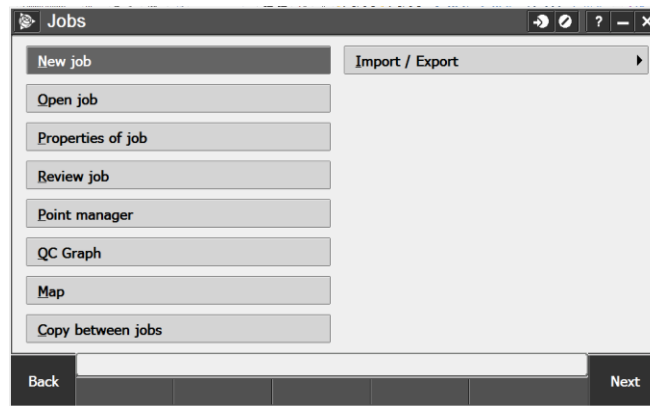 Jobs
?
New job
Import / Export
Open job
Properties of job
Review job
Point manager
QC Graph
Map
Copy between jobs
Back
Next